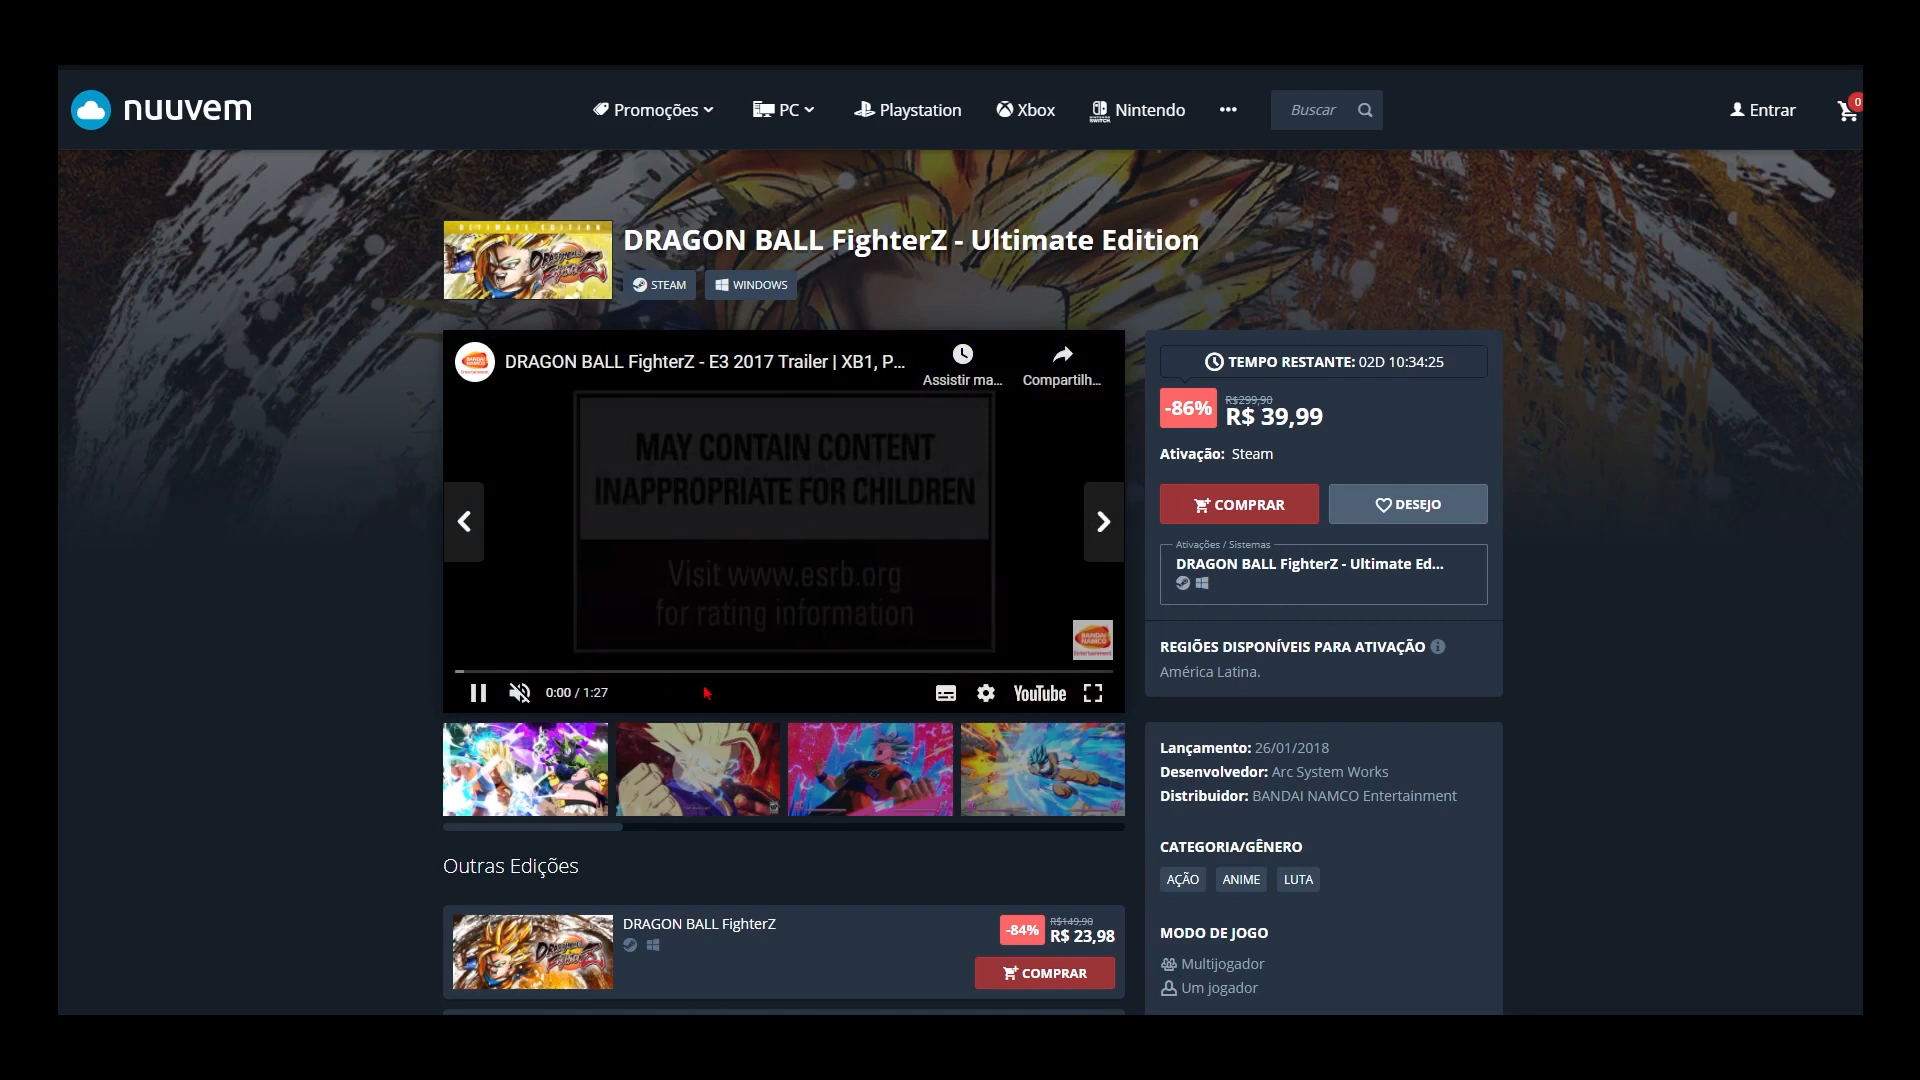 nuuvem
Promoções
PC
Playstation
Xbox
Nintendo
Buscar
Entrar
0
ULTIMATE EDITION
DRAGON BALL FighterZ - Ultimate Edition
STEAM
WINDOWS
DRAGON BALL FighterZ - E3 2017 Trailer | XB1, P...
Assistir ma...
Compartilh...
MAY CONTAIN CONTENT
INAPPROPRIATE FOR CHILDREN
Visit www.esrb.org
for rating information
BANDAI
NAMCO
0:00 / 1:27
YouTube
TEMPO RESTANTE: 02D 10:34:25
-86%
R$299,90
R$ 39,99
Ativação: Steam
COMPRAR
DESEJO
Ativações / Sistemas
DRAGON BALL FighterZ - Ultimate Ed...
REGIÕES DISPONÍVEIS PARA ATIVAÇÃO
América Latina.
Lançamento: 26/01/2018
Desenvolvedor: Arc System Works
Distribuidor: BANDAI NAMCO Entertainment
CATEGORIA/GÊNERO
AÇÃO
ANIME
LUTA
MODO DE JOGO
Multijogador
Um jogador
Outras Edições
DRAGON BALL FighterZ
-84%
R$149,90
R$ 23,98
COMPRAR